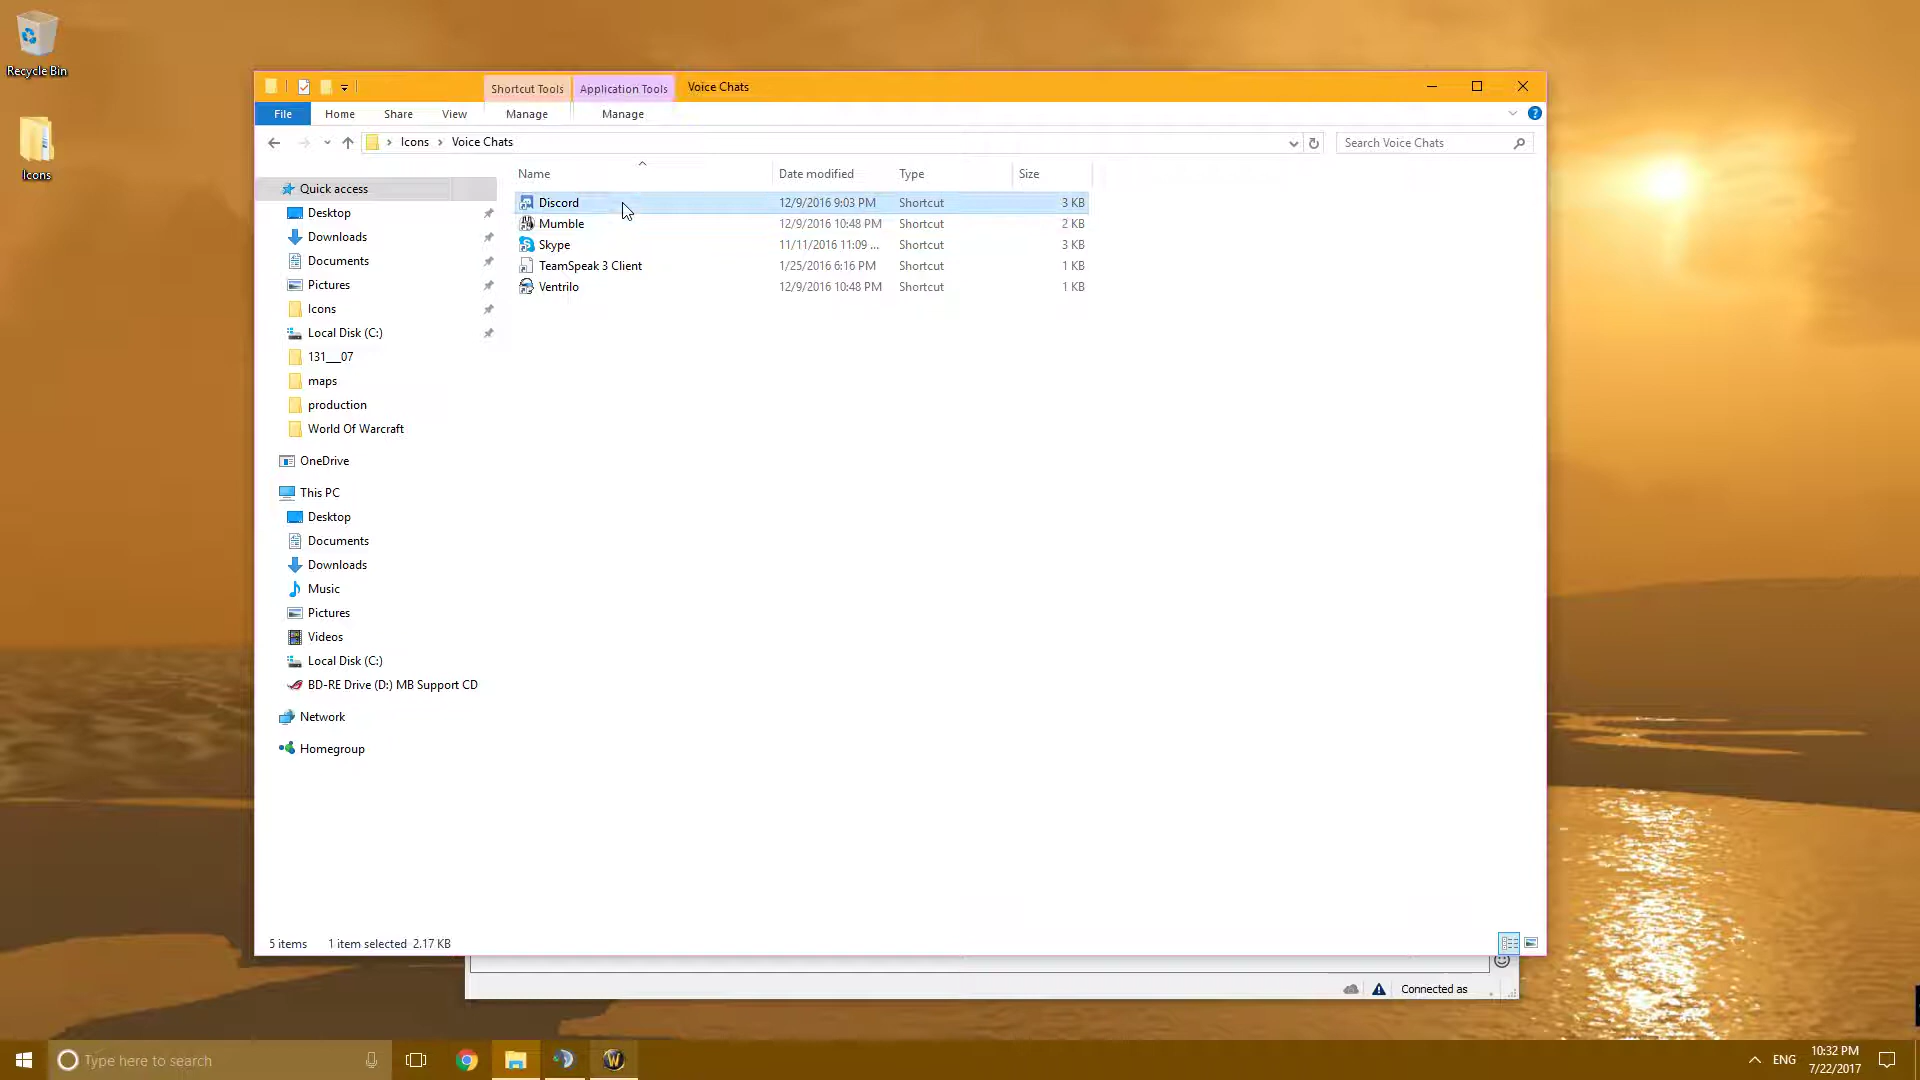 Recycle Bin
Icons
Shortcut Tools Application Tools Voice Chats
File Home Share View Manage Manage
Icons Voice Chats Search Voice Chats
Name Date modified Type Size
Discord 12/9/2016 9:03 PM Shortcut 3 KB
Mumble 12/9/2016 10:48 PM Shortcut 2 KB
Skype 11/11/2016 11:09 ... Shortcut 3 KB
TeamSpeak 3 Client 1/25/2016 6:16 PM Shortcut 1 KB
Ventrilo 12/9/2016 10:48 PM Shortcut 1 KB
Quick access
Desktop
Downloads
Documents
Pictures
Icons
Local Disk (C:)
131___07
maps
production
World Of Warcraft
OneDrive
This PC
Desktop
Documents
Downloads
Music
Pictures
Videos
Local Disk (C:)
BD-RE Drive (D:) MB Support CD
Network
Homegroup
5 items 1 item selected 2.17 KB
Connected as
Type here to search
ENG
10:32 PM
7/22/2017